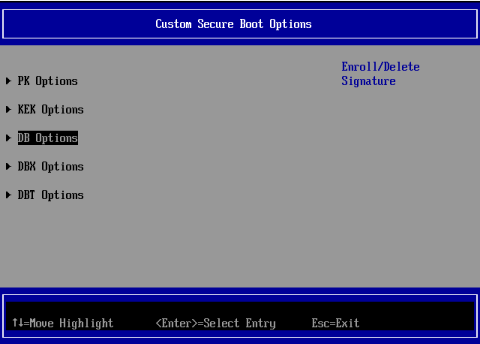 Custom Secure Boot Options
Enroll/Delete
Signature
PK Options
KEK Options
DB Options
DBX Options
DBT Options
↑↓=Move Highlight <Enter>=Select Entry Esc=Exit